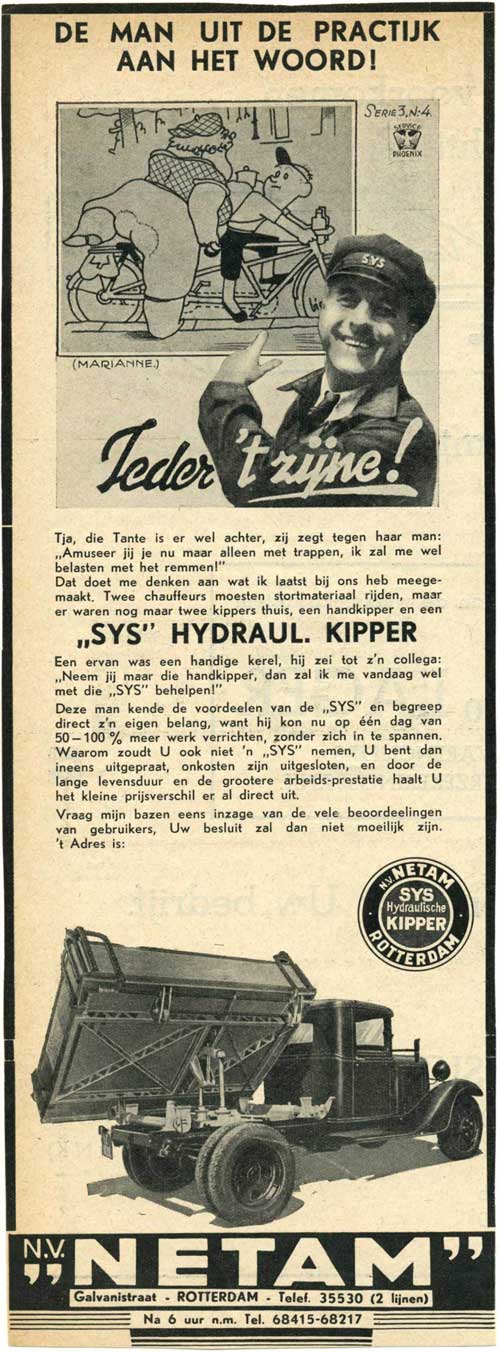 DE MAN UIT DE PRACTIJK
AAN HET WOORD!
SERIE 3, N:4.
SERVICE
PHOENIX
SYS
(MARIANNE.)
Ieder 't zijne!
Tja, die Tante is er wel achter, zij zegt tegen haar man:
„Amuseer jij je nu maar alleen met trappen, ik zal me wel
belasten met het remmen!"
Dat doet me denken aan wat ik laatst bij ons heb meege-
maakt. Twee chauffeurs moesten stortmateriaal rijden, maar
er waren nog maar twee kippers thuis, een handkipper en een
„SYS" HYDRAUL. KIPPER
Een ervan was een handige kerel, hij zei tot z'n collega:
„Neem jij maar die handkipper, dan zal ik me vandaag wel
met die „SYS" behelpen!"
Deze man kende de voordeelen van de „SYS" en begreep
direct z'n eigen belang, want hij kon nu op één dag van
50—100 % meer werk verrichten, zonder zich in te spannen.
Waarom zoudt U ook niet 'n „SYS" nemen, U bent dan
ineens uitgepraat, onkosten zijn uitgesloten, en door de
lange levensduur en de grootere arbeids-prestatie haalt U
het kleine prijsverschil er al direct uit.
Vraag mijn bazen eens inzage van de vele beoordeelingen
van gebruikers, Uw besluit zal dan niet moeilijk zijn.
't Adres is:
N.V. NETAM
SYS
Hydraulische
KIPPER
ROTTERDAM
N.V.
„NETAM"
Galvanistraat - ROTTERDAM - Telef. 35530 (2 lijnen)
Na 6 uur n.m. Tel. 68415-68217